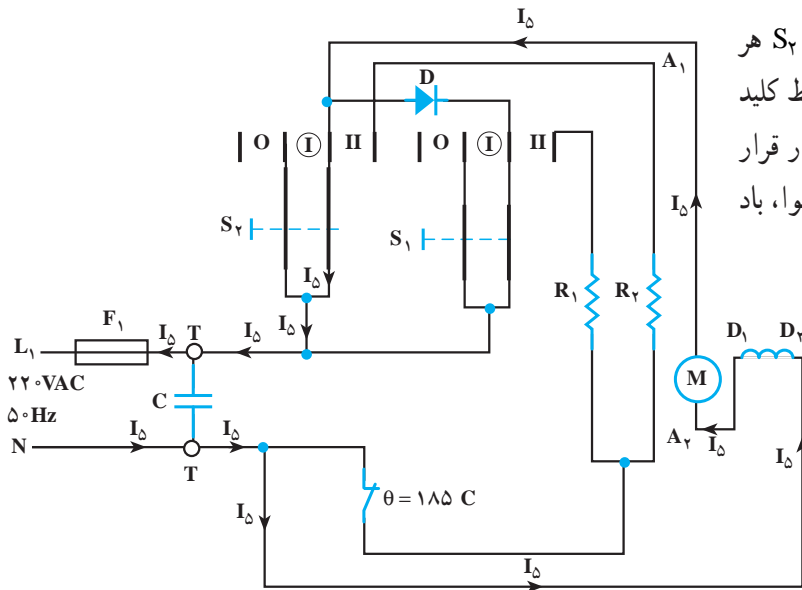 I۵
S۲ هر
A۱
ط کلید
D
O I II O I II
ر قرار
I۵
وا، باد
S۲
S۱
I۵
R۱ R۲
I۵
F۱
D۱ D۲
L۱ I۵ T I۵
M
۲۲۰VAC
C
۵۰Hz
A۲ I۵
N I۵ I۵
I۵
T
θ = ۱۸۵ C
I۵
I۵